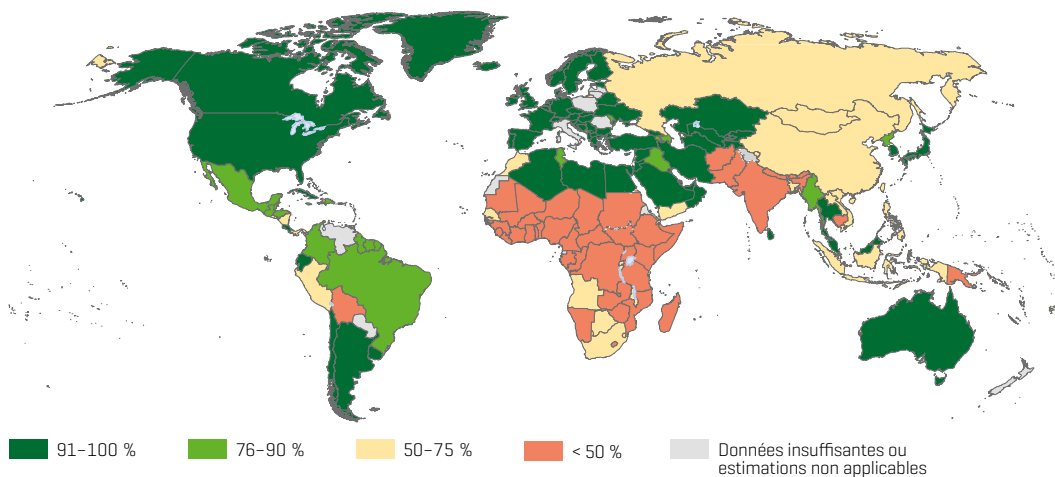 91–100 %
76–90 %
50–75 %
< 50 %
Données insuffisantes ou
estimations non applicables